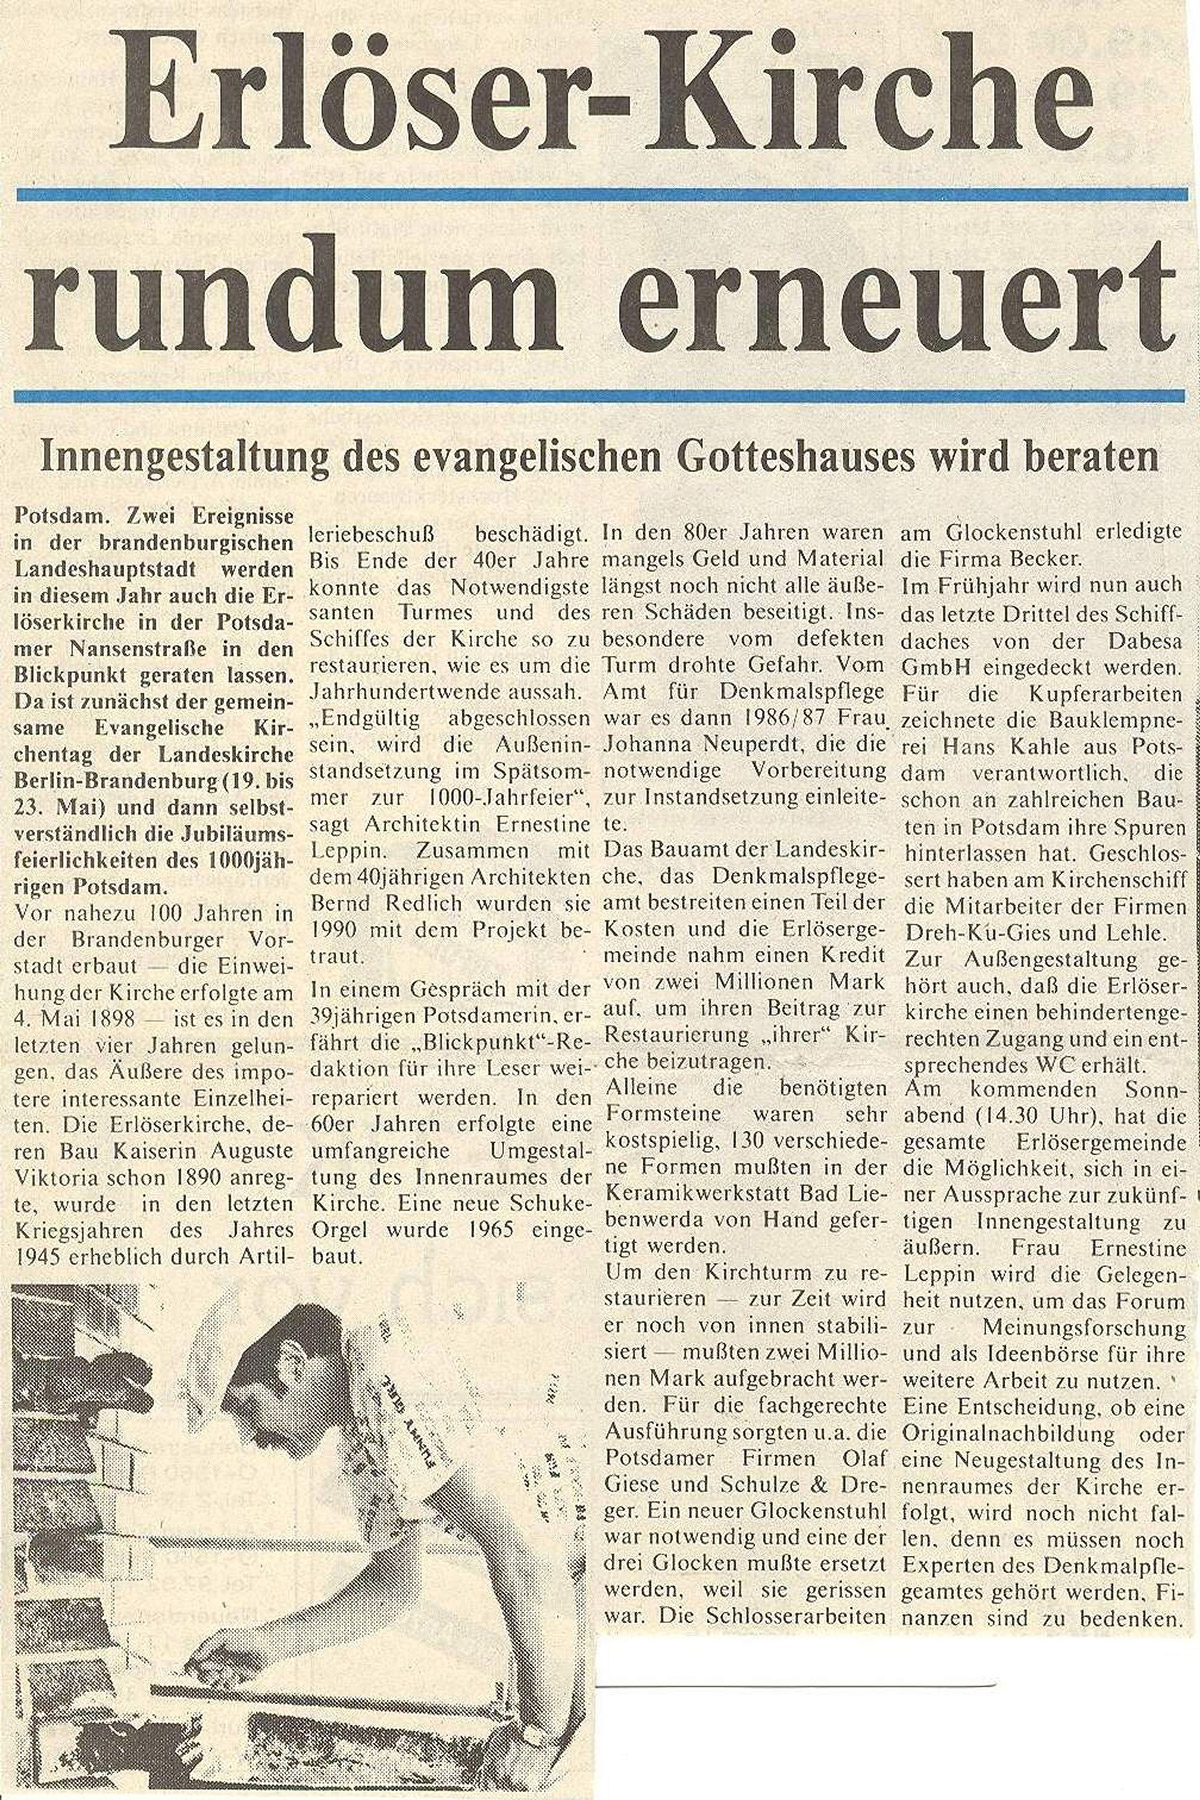 Erlöser-Kirche
rundum erneuert
Innengestaltung des evangelischen Gotteshauses wird beraten
Potsdam. Zwei Ereignisse
in der brandenburgischen
Landeshauptstadt werden
in diesem Jahr auch die Er-
löserkirche in der Potsda-
mer Nansenstraße in den
Blickpunkt geraten lassen.
Da ist zunächst der gemein-
same Evangelische Kir-
chentag der Landeskirche
Berlin-Brandenburg (19. bis
23. Mai) und dann selbst-
verständlich die Jubiläums-
feierlichkeiten des 1000jäh-
rigen Potsdam.
Vor nahezu 100 Jahren in
der Brandenburger Vor-
stadt erbaut — die Einwei-
hung der Kirche erfolgte am
4. Mai 1898 — ist es in den
letzten vier Jahren gelun-
gen, das Äußere des impo-
tere interessante Einzelhei-
ten. Die Erlöserkirche, de-
ren Bau Kaiserin Auguste
Viktoria schon 1890 anreg-
te, wurde in den letzten
Kriegsjahren des Jahres
1945 erheblich durch Artil-
leriebeschuß beschädigt.
Bis Ende der 40er Jahre
konnte das Notwendigste
santen Turmes und des
Schiffes der Kirche so zu
restaurieren, wie es um die
Jahrhundertwende aussah.
„Endgültig abgeschlossen
sein, wird die Außenin-
standsetzung im Spätsom-
mer zur 1000-Jahrfeier“,
sagt Architektin Ernestine
Leppin. Zusammen mit
dem 40jährigen Architekten
Bernd Redlich wurden sie
1990 mit dem Projekt be-
traut.
In einem Gespräch mit der
39jährigen Potsdamerin, er-
fährt die „Blickpunkt“-Re-
daktion für ihre Leser wei-
repariert werden. In den
60er Jahren erfolgte eine
umfangreiche Umgestal-
tung des Innenraumes der
Kirche. Eine neue Schuke-
Orgel wurde 1965 einge-
baut.
In den 80er Jahren waren
mangels Geld und Material
längst noch nicht alle äuße-
ren Schäden beseitigt. Ins-
besondere vom defekten
Turm drohte Gefahr. Vom
Amt für Denkmalspflege
war es dann 1986/87 Frau
Johanna Neuperdt, die die
notwendige Vorbereitung
zur Instandsetzung einleite-
te.
Das Bauamt der Landeskir-
che, das Denkmalspflege-
amt bestreiten einen Teil der
Kosten und die Erlöserge-
meinde nahm einen Kredit
von zwei Millionen Mark
auf, um ihren Beitrag zur
Restaurierung „ihrer“ Kir-
che beizutragen.
Alleine die benötigten
Formsteine waren sehr
kostspielig, 130 verschiede-
ne Formen mußten in der
Keramikwerkstatt Bad Lie-
benwerda von Hand gefer-
tigt werden.
Um den Kirchturm zu re-
staurieren — zur Zeit wird
er noch von innen stabili-
siert — mußten zwei Millio-
nen Mark aufgebracht wer-
den. Für die fachgerechte
Ausführung sorgten u.a. die
Potsdamer Firmen Olaf
Giese und Schulze & Dre-
ger. Ein neuer Glockenstuhl
war notwendig und eine der
drei Glocken mußte ersetzt
werden, weil sie gerissen
war. Die Schlosserarbeiten
am Glockenstuhl erledigte
die Firma Becker.
Im Frühjahr wird nun auch
das letzte Drittel des Schiff-
daches von der Dabesa
GmbH eingedeckt werden.
Für die Kupferarbeiten
zeichnete die Bauklempne-
rei Hans Kahle aus Pots-
dam verantwortlich, die
schon an zahlreichen Bau-
ten in Potsdam ihre Spuren
hinterlassen hat. Geschlos-
sert haben am Kirchenschiff
die Mitarbeiter der Firmen
Dreh-Ku-Gies und Lehle.
Zur Außengestaltung ge-
hört auch, daß die Erlöser-
kirche einen behindertenge-
rechten Zugang und ein ent-
sprechendes WC erhält.
Am kommenden Sonn-
abend (14.30 Uhr), hat die
gesamte Erlösergemeinde
die Möglichkeit, sich in ei-
ner Aussprache zur zukünf-
tigen Innengestaltung zu
äußern. Frau Ernestine
Leppin wird die Gelegen-
heit nutzen, um das Forum
zur Meinungsforschung
und als Ideenbörse für ihre
weitere Arbeit zu nutzen.
Eine Entscheidung, ob eine
Originalnachbildung oder
eine Neugestaltung des In-
nenraumes der Kirche er-
folgt, wird noch nicht fal-
len, denn es müssen noch
Experten des Denkmalpfle-
geamtes gehört werden, Fi-
nanzen sind zu bedenken.
FUNNY GIRL